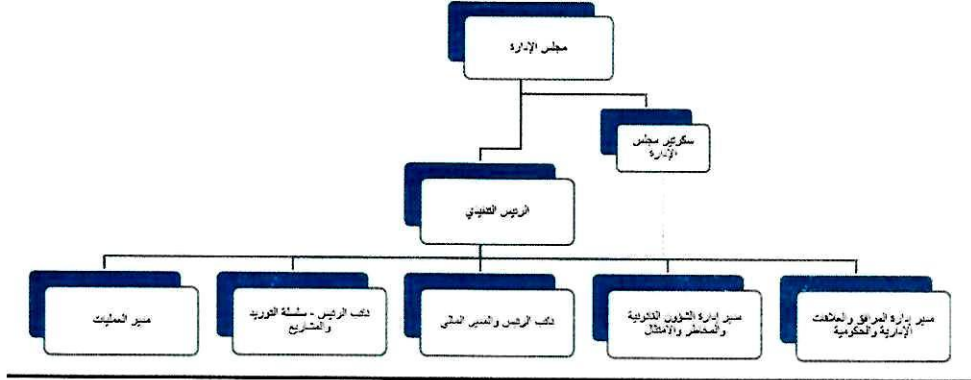 مجلس الإدارة
سكرتير مجلس
الإدارة
الرئيس التنفيذي
مدير إدارة المرافق والعلاقات
الإدارية والحكومية
مدير إدارة الشؤون القانونية
والمخاطر والامتثال
نائب الرئيس والمدير المالي
نائب الرئيس - سلسلة التوريد
والمشاريع
مدير العمليات